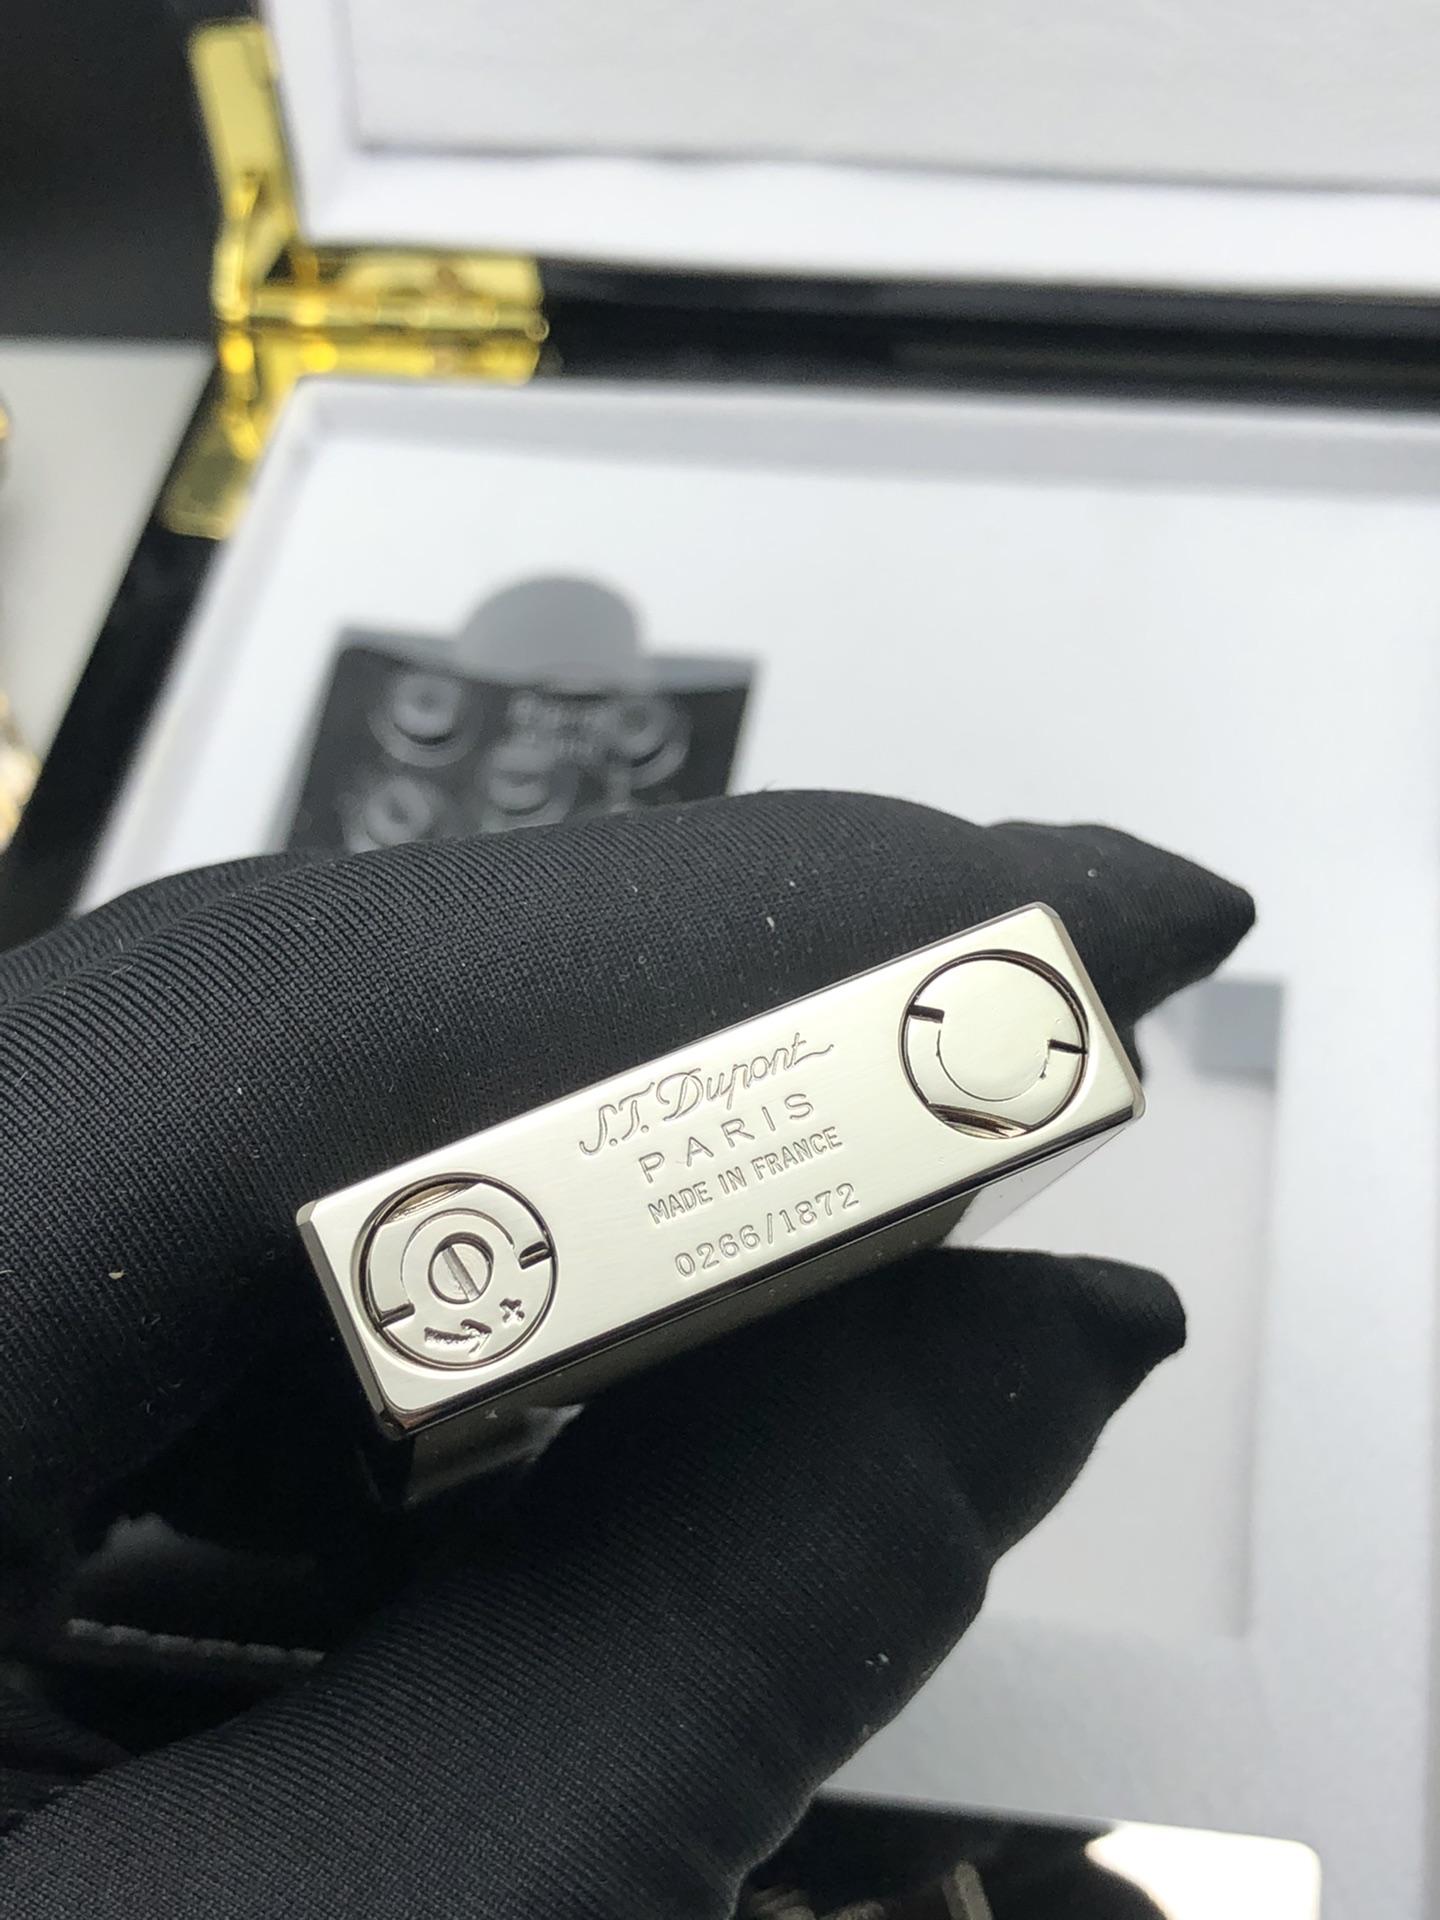 S.T. Dupont
PARIS
MADE IN FRANCE
0266/1872
+